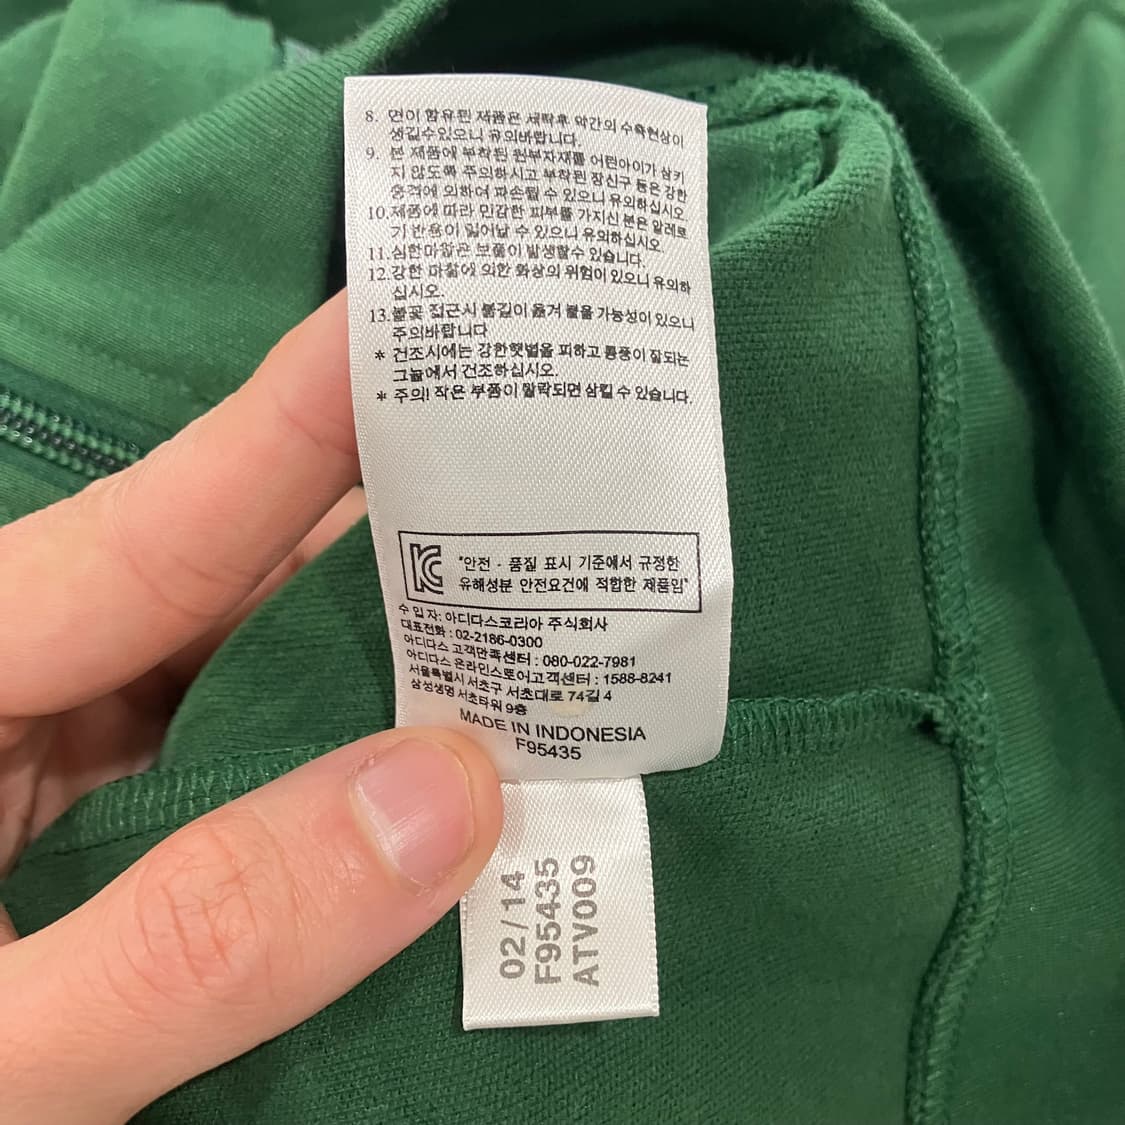 8. 면이 함유된 제품은 세탁후 약간의 수축현상이
생길수있으니 유의바랍니다.
9. 본 제품에 부착된 원부자재를 어린아이가 삼키
지 않도록 주의하시고 부착된 장신구 등은 강한
충격에 의하여 파손될 수 있으니 유의하십시오.
10.제품에 따라 민감한 피부를 가지신 분은 알레르
기 반응이 일어날 수 있으니 유의하십시오.
11.심한마찰은 보풀이 발생할수 있습니다.
12.강한 마찰에 의한 화상의 위험이 있으니 유의하
십시오.
13.불꽃 접근시 불길이 옮겨 붙을 가능성이 있으니
주의바랍니다
* 건조시에는 강한햇볕을 피하고 통풍이 잘되는
그늘에서 건조하십시오.
* 주의! 작은 부품이 탈락되면 삼킬 수 있습니다.
"안전 - 품질 표시 기준에서 규정한
유해성분 안전요건에 적합한 제품임"
수 입 자: 아디다스코리아 주식회사
대표전화 : 02-2186-0300
아디다스 고객만족센터 : 080-022-7981
아디다스 온라인스토어고객센터 : 1588-8241
서울특별시 서초구 서초대로 74길 4
삼성생명 서초타워 9층
MADE IN INDONESIA
F95435
02/14
F95435
ATV009